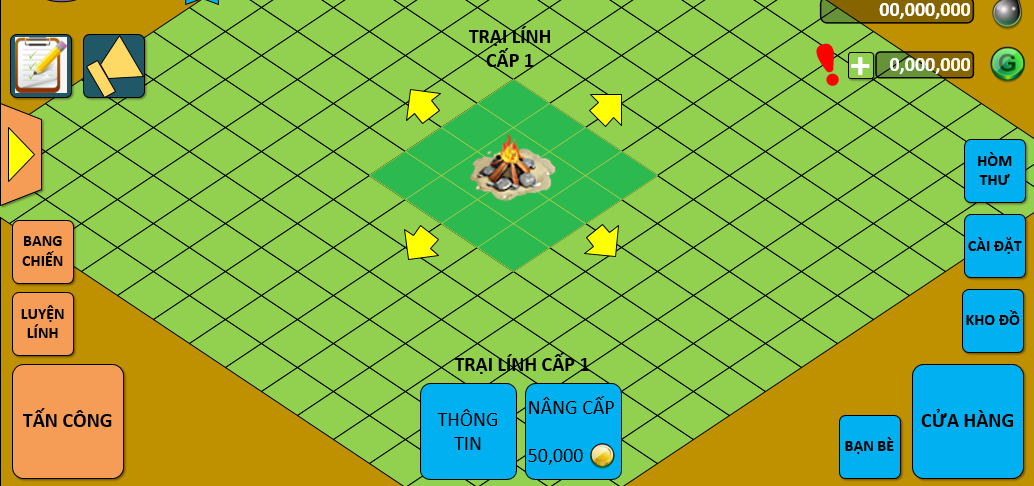 00,000,000
TRẠI LÍNH
CẤP 1
0,000,000
G
HÒM
THƯ
BANG
CHIẾN
CÀI ĐẶT
LUYỆN
LÍNH
KHO ĐỒ
TRẠI LÍNH CẤP 1
TẤN CÔNG
THÔNG
TIN
NÂNG CẤP
50,000
BẠN BÈ
CỬA HÀNG